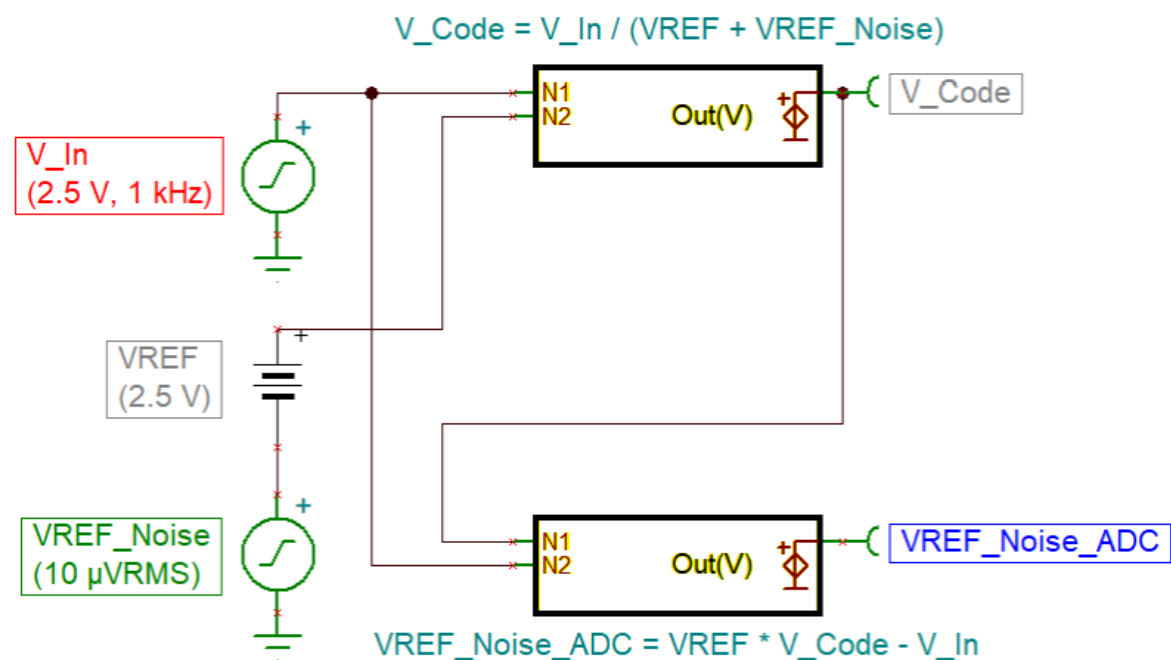 V_Code = V_In / (VREF + VREF_Noise)
N1
N2
Out(V)
+
V_Code
+
V_In
(2.5 V, 1 kHz)
+
VREF
(2.5 V)
+
VREF_Noise
(10 µVRMS)
N1
N2
Out(V)
+
VREF_Noise_ADC
VREF_Noise_ADC = VREF * V_Code - V_In